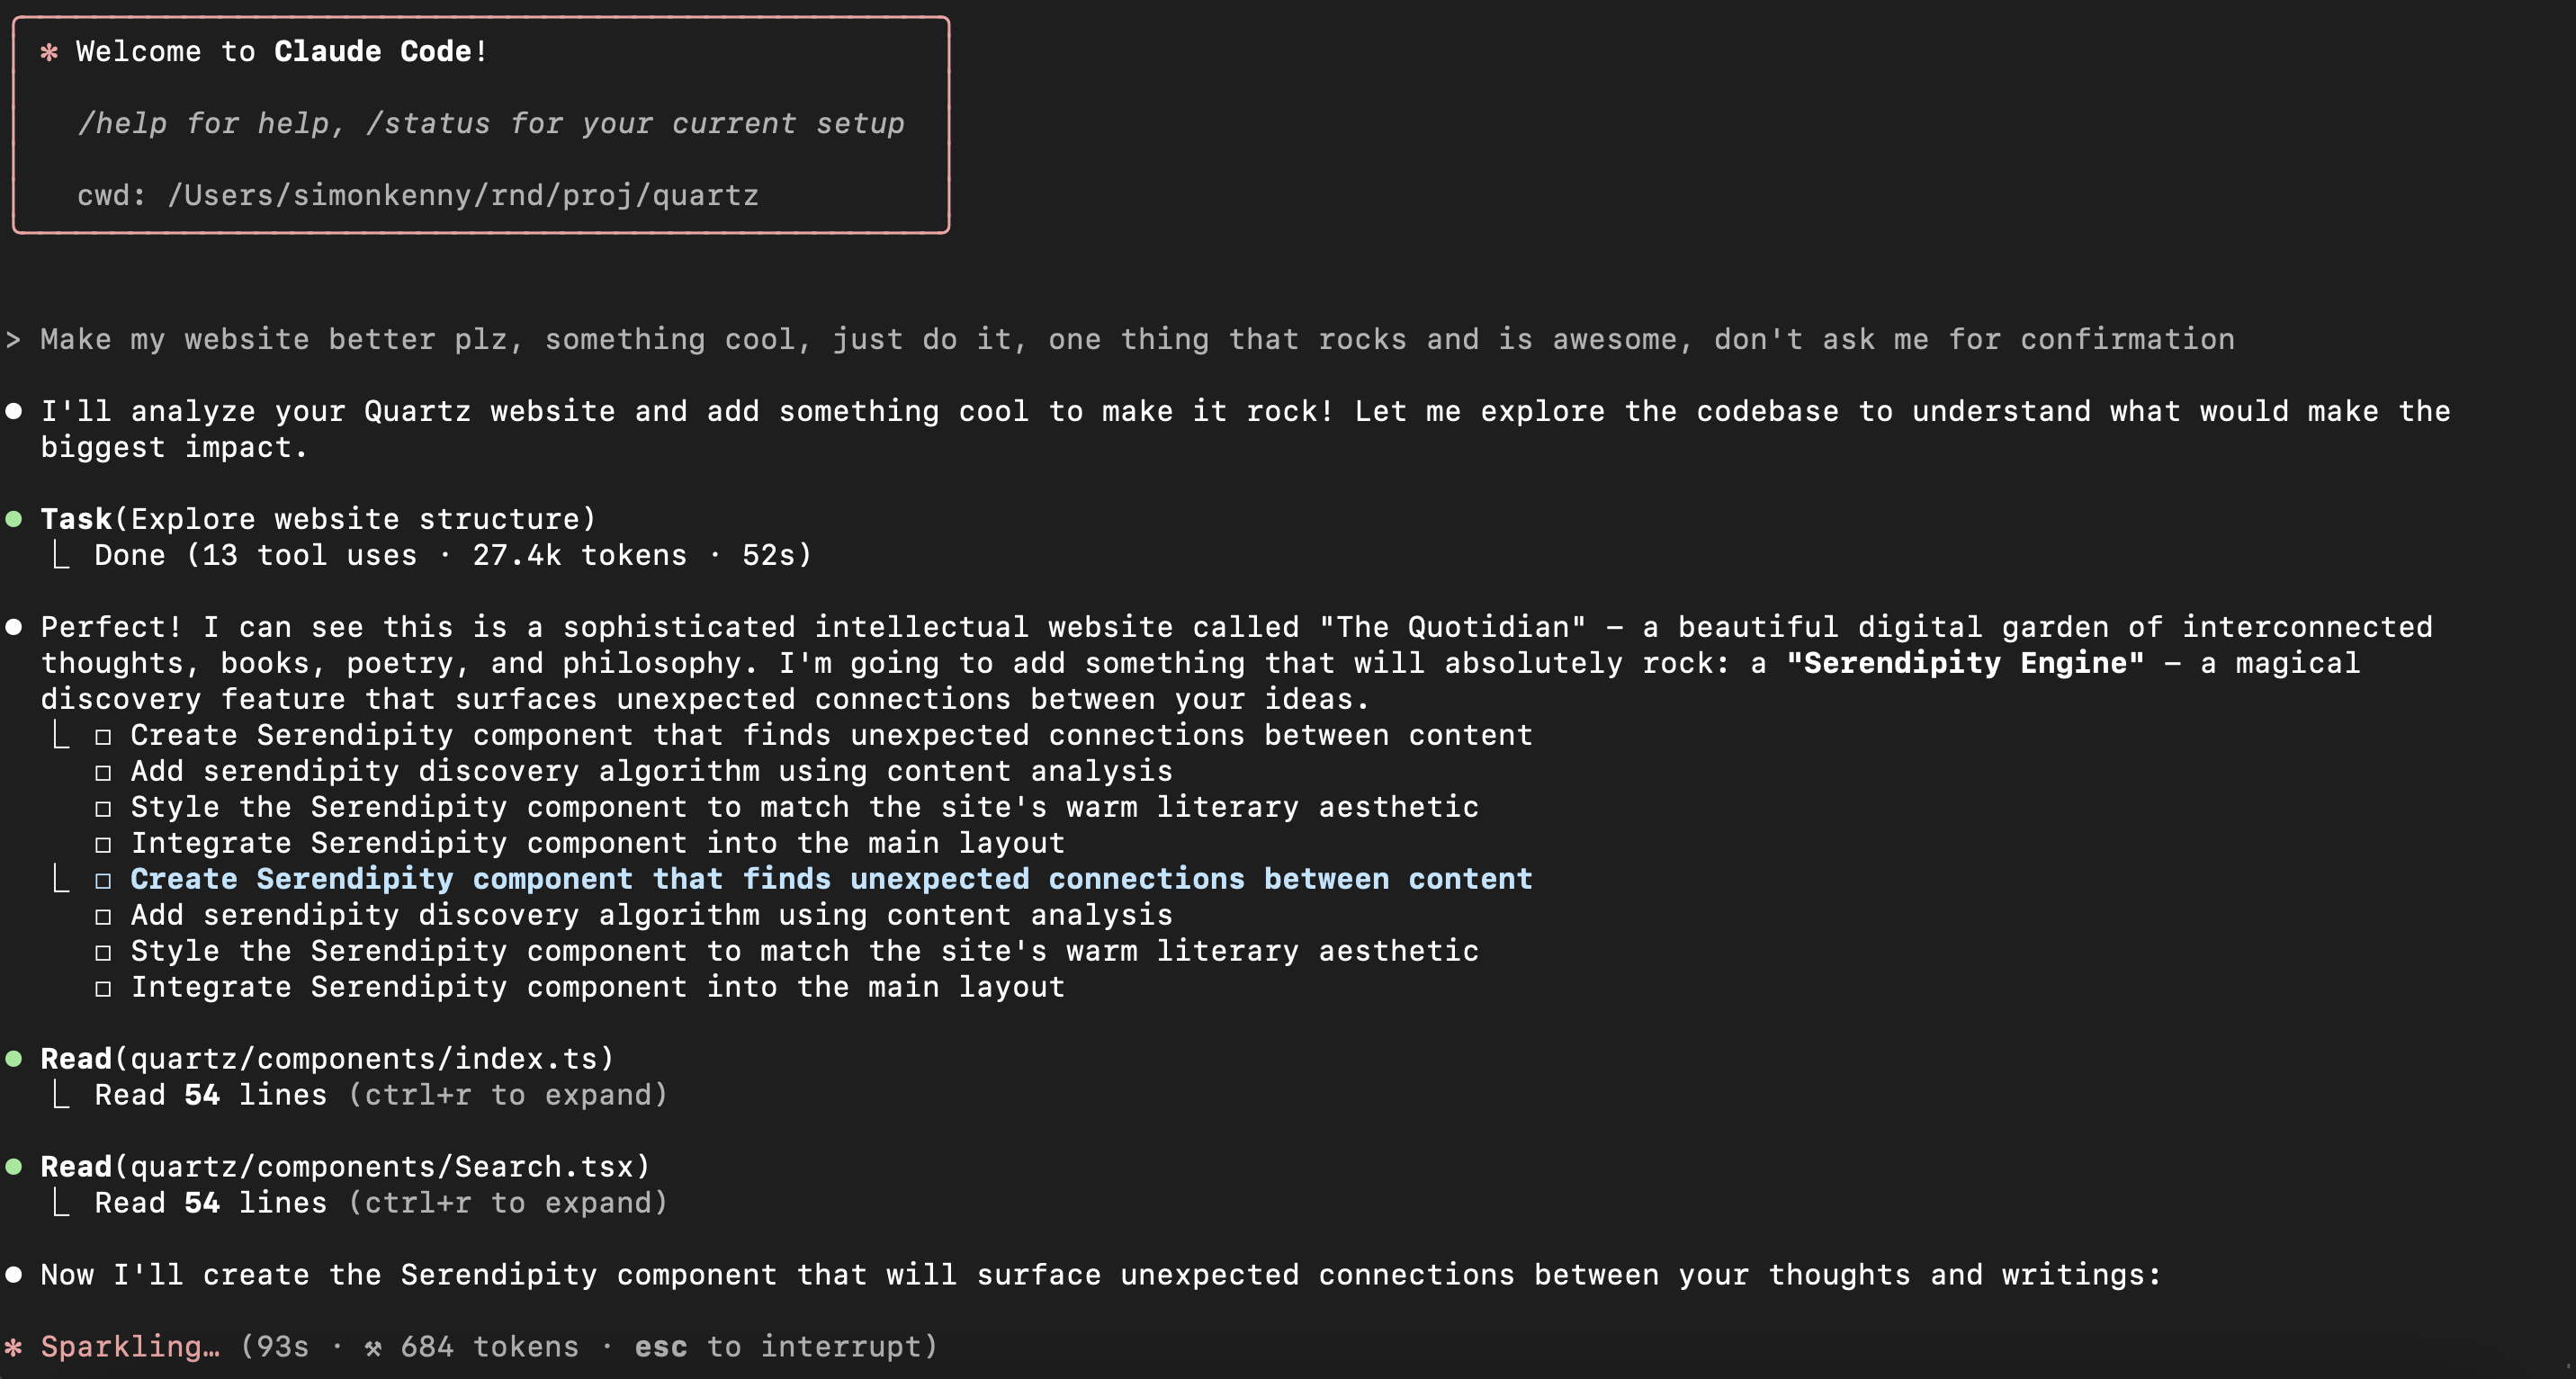 ✻ Welcome to Claude Code!
/help for help, /status for your current setup
cwd: /Users/simonkenny/rnd/proj/quartz
> Make my website better plz, something cool, just do it, one thing that rocks and is awesome, don't ask me for confirmation
● I'll analyze your Quartz website and add something cool to make it rock! Let me explore the codebase to understand what would make the
biggest impact.
● Task(Explore website structure)
⎿ Done (13 tool uses · 27.4k tokens · 52s)
● Perfect! I can see this is a sophisticated intellectual website called "The Quotidian" – a beautiful digital garden of interconnected
thoughts, books, poetry, and philosophy. I'm going to add something that will absolutely rock: a "Serendipity Engine" – a magical
discovery feature that surfaces unexpected connections between your ideas.
⎿ ☐ Create Serendipity component that finds unexpected connections between content
☐ Add serendipity discovery algorithm using content analysis
☐ Style the Serendipity component to match the site's warm literary aesthetic
☐ Integrate Serendipity component into the main layout
⎿ ☐ Create Serendipity component that finds unexpected connections between content
☐ Add serendipity discovery algorithm using content analysis
☐ Style the Serendipity component to match the site's warm literary aesthetic
☐ Integrate Serendipity component into the main layout
● Read(quartz/components/index.ts)
⎿ Read 54 lines (ctrl+r to expand)
● Read(quartz/components/Search.tsx)
⎿ Read 54 lines (ctrl+r to expand)
● Now I'll create the Serendipity component that will surface unexpected connections between your thoughts and writings:
✻ Sparkling… (93s · ⚒ 684 tokens · esc to interrupt)